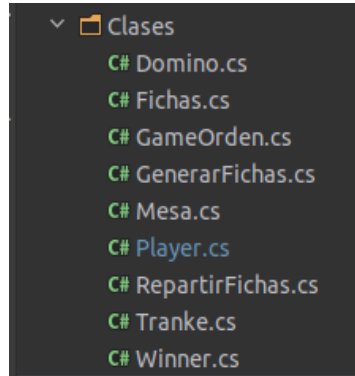 Clases
C# Domino.cs
C# Fichas.cs
C# GameOrden.cs
C# GenerarFichas.cs
C# Mesa.cs
C# Player.cs
C# RepartirFichas.cs
C# Tranke.cs
C# Winner.cs